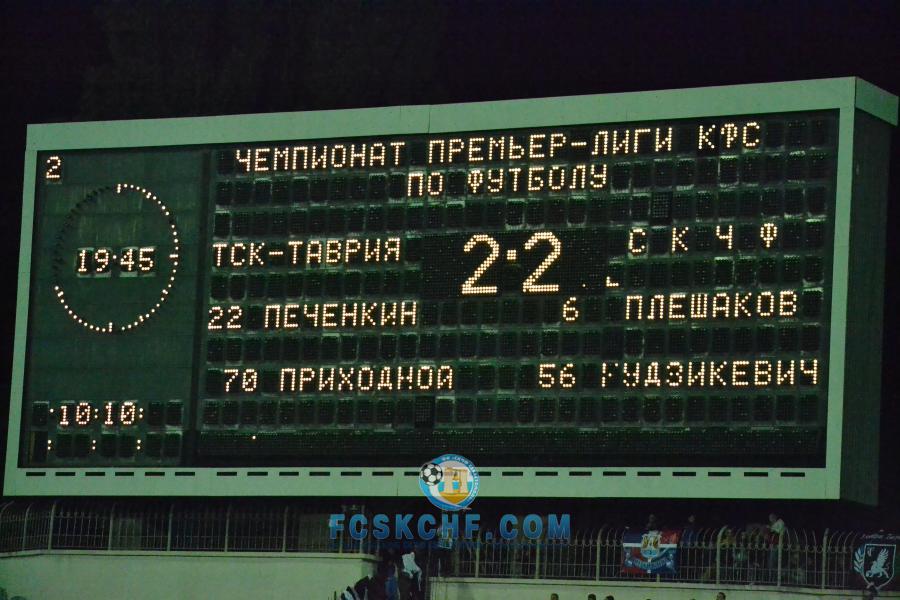 2
ЧЕМПИОНАТ ПРЕМЬЕР-ЛИГИ КФС
ПО ФУТБОЛУ
19:45
ТСК-ТАВРИЯ 2:2 С К Ч Ф
22 ПЕЧЕНКИН 6 ПЛЕШАКОВ
70 ПРИХОДНОЙ 56 РУДЗИКЕВИЧ
10:10:
FCSKCHF.COM